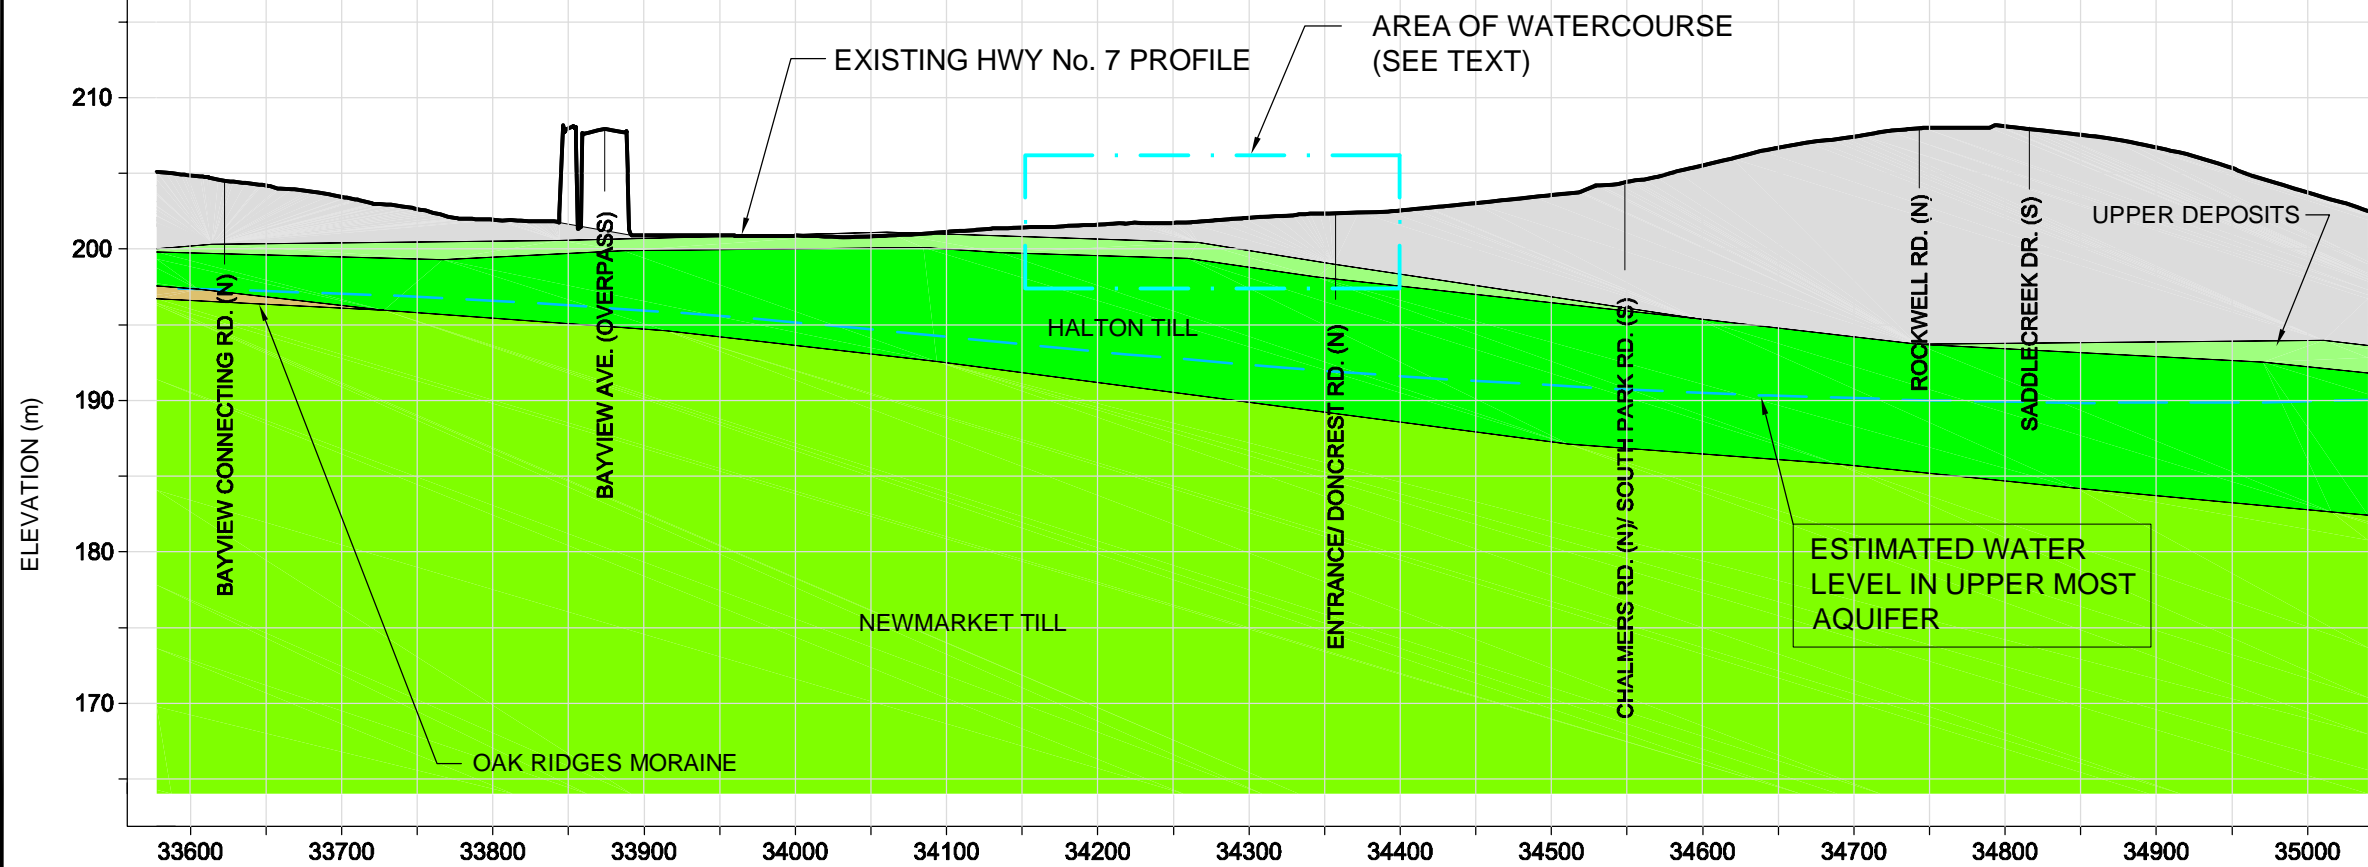 AREA OF WATERCOURSE
(SEE TEXT)
EXISTING HWY No. 7 PROFILE
210
200
190
180
170
ELEVATION (m)
UPPER DEPOSITS
BAYVIEW CONNECTING RD. (N)
BAYVIEW AVE. (OVERPASS)
ENTRANCE/ DONCREST RD. (N)
CHALMERS RD. (N)/ SOUTH PARK RD. (S)
ROCKWELL RD. (N)
SADDLECREEK DR. (S)
HALTON TILL
ESTIMATED WATER
LEVEL IN UPPER MOST
AQUIFER
NEWMARKET TILL
OAK RIDGES MORAINE
33600 33700 33800 33900 34000 34100 34200 34300 34400 34500 34600 34700 34800 34900 35000